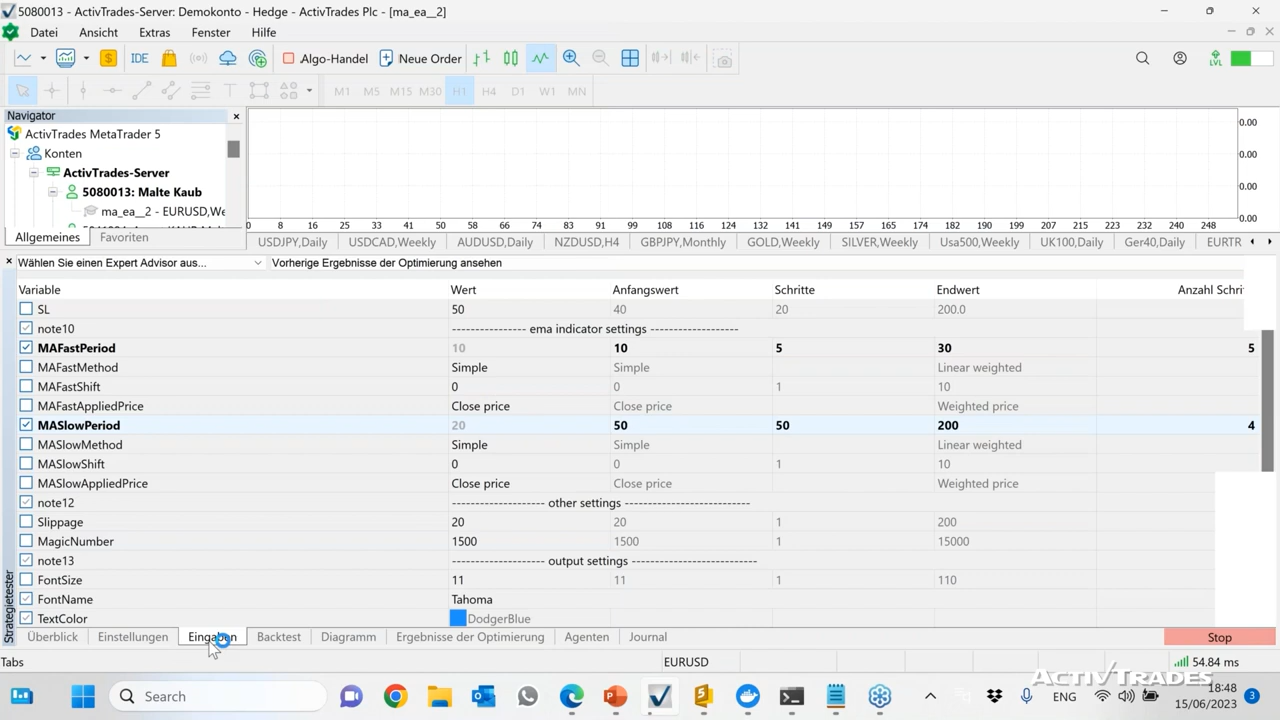 5080013 - ActivTrades-Server: Demokonto - Hedge - ActivTrades Plc - [ma_ea__2]
Datei Ansicht Extras Fenster Hilfe
IDE Algo-Handel Neue Order LVL
M1 M5 M15 M30 H1 H4 D1 W1 MN
Navigator
ActivTrades MetaTrader 5
Konten
ActivTrades-Server
5080013: Malte Kaub
ma_ea__2 - EURUSD,We
Allgemeines Favoriten
0.00
0.00
0.00
0.00
0 8 16 25 33 41 50 58 66 74 83 91 99 108 116 124 132 141 149 157 165 174 182 190 199 207 215 223 232 240 248
USDJPY,Daily USDCAD,Weekly AUDUSD,Daily NZDUSD,H4 GBPJPY,Monthly GOLD,Weekly SILVER,Weekly Usa500,Weekly UK100,Daily Ger40,Daily EURTR
Wählen Sie einen Expert Advisor aus... Vorherige Ergebnisse der Optimierung ansehen
Variable Wert Anfangswert Schritte Endwert Anzahl Schri
SL 50 40 20 200.0
note10 ---------------- ema indicator settings -------------------
MAFastPeriod 10 10 5 30 5
MAFastMethod Simple Simple Linear weighted
MAFastShift 0 0 1 10
MAFastAppliedPrice Close price Close price Weighted price
MASlowPeriod 20 50 50 200 4
MASlowMethod Simple Simple Linear weighted
MASlowShift 0 0 1 10
MASlowAppliedPrice Close price Close price Weighted price
note12 -------------------- other settings ---------------------------
Slippage 20 20 1 200
MagicNumber 1500 1500 1 15000
note13 -------------------- output settings ---------------------------
FontSize 11 11 1 110
FontName Tahoma
TextColor DodgerBlue
Strategietester
Überblick Einstellungen Eingaben Backtest Diagramm Ergebnisse der Optimierung Agenten Journal Stop
Tabs EURUSD 54.84 ms
ACTIVTRADES
Search ENG 18:48
15/06/2023 3